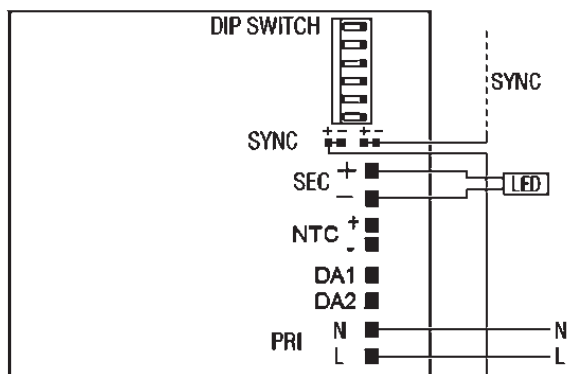 DIP SWITCH
+ - + -
SYNC
SYNC
SEC +
-
LED
NTC +
-
DA1
DA2
PRI N N
L L